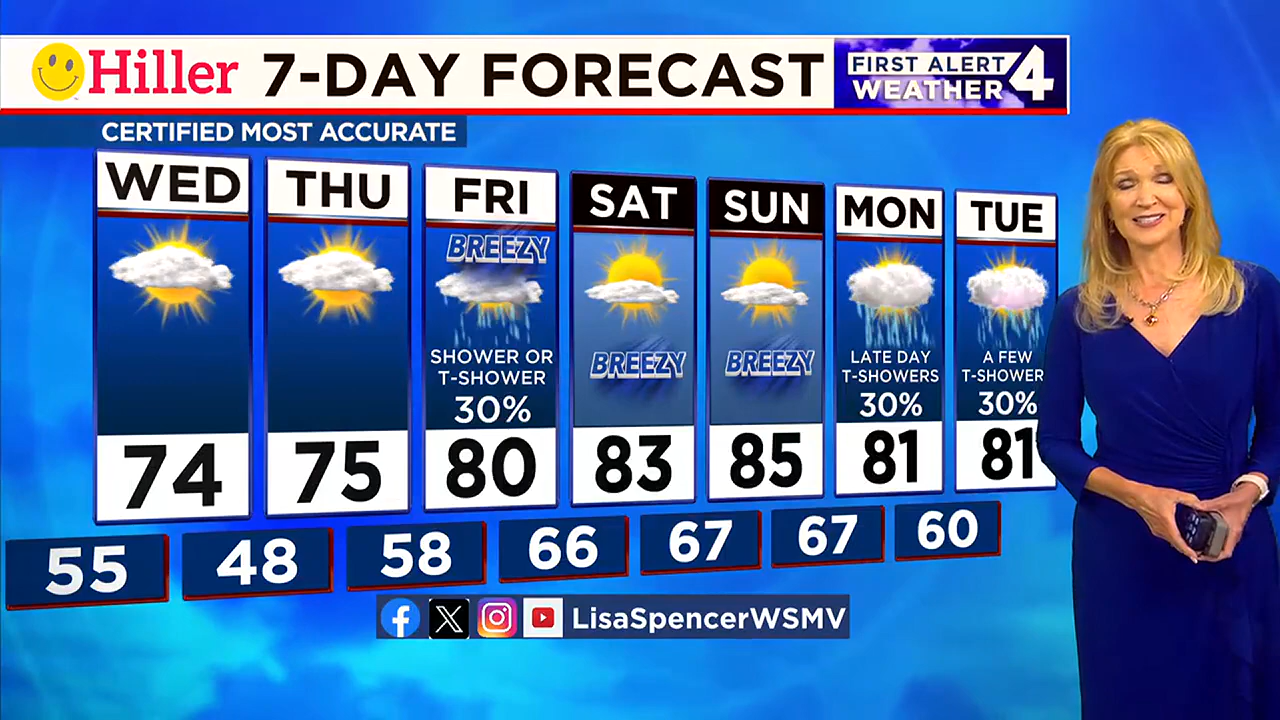 Hiller 7-DAY FORECAST FIRST ALERT WEATHER 4
CERTIFIED MOST ACCURATE
WED THU FRI SAT SUN MON TUE
BREEZY
SHOWER OR T-SHOWER 30%
BREEZY
BREEZY
LATE DAY T-SHOWERS 30%
A FEW T-SHOWER 30%
74 75 80 83 85 81 81
55 48 58 66 67 67 60
LisaSpencerWSMV